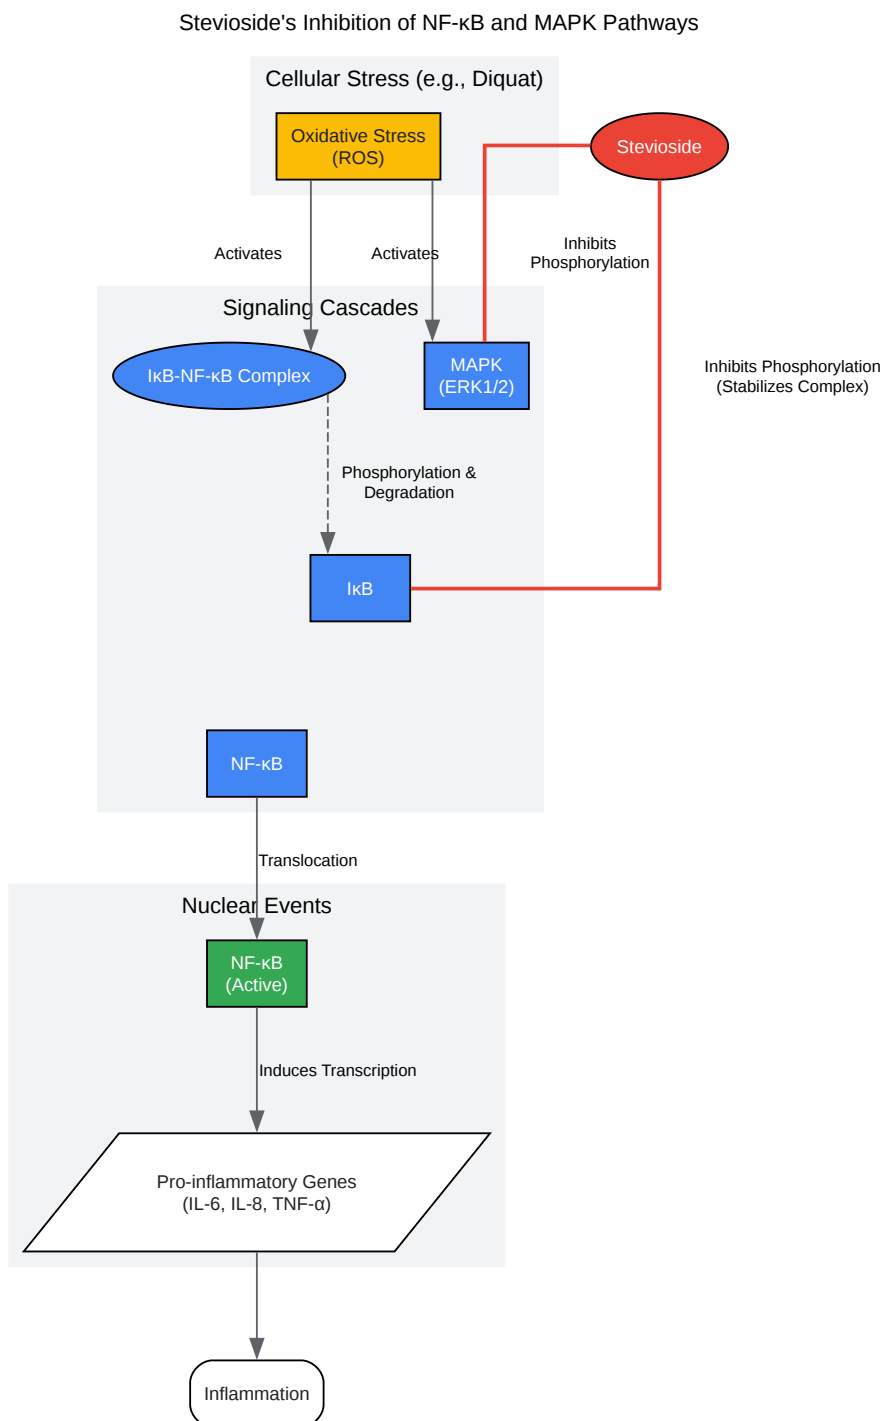 Stevioside's Inhibition of NF-κB and MAPK Pathways
Cellular Stress (e.g., Diquat)
Oxidative Stress
(ROS)
Stevioside
Activates
Activates
Inhibits
Phosphorylation
Signaling Cascades
IκB-NF-κB Complex
MAPK
(ERK1/2)
Inhibits Phosphorylation
(Stabilizes Complex)
Phosphorylation &
Degradation
IκB
NF-κB
Translocation
Nuclear Events
NF-κB
(Active)
Induces Transcription
Pro-inflammatory Genes
(IL-6, IL-8, TNF-α)
Inflammation